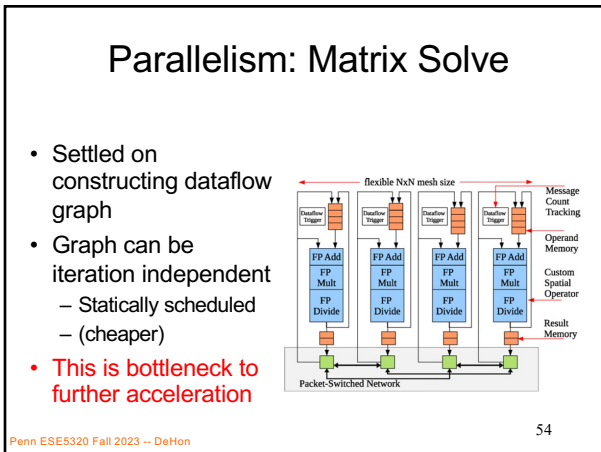 Parallelism: Matrix Solve
• Settled on
constructing dataflow
graph
• Graph can be
iteration independent
– Statically scheduled
– (cheaper)
• This is bottleneck to
further acceleration
flexible NxN mesh size
Message
Count
Tracking
Dataflow
Trigger
Dataflow
Trigger
Dataflow
Trigger
Dataflow
Trigger
Operand
Memory
FP Add
FP
Mult
FP
Divide
FP Add
FP
Mult
FP
Divide
FP Add
FP
Mult
FP
Divide
FP Add
FP
Mult
FP
Divide
Custom
Spatial
Operator
Result
Memory
Packet-Switched Network
Penn ESE5320 Fall 2023 -- DeHon
54